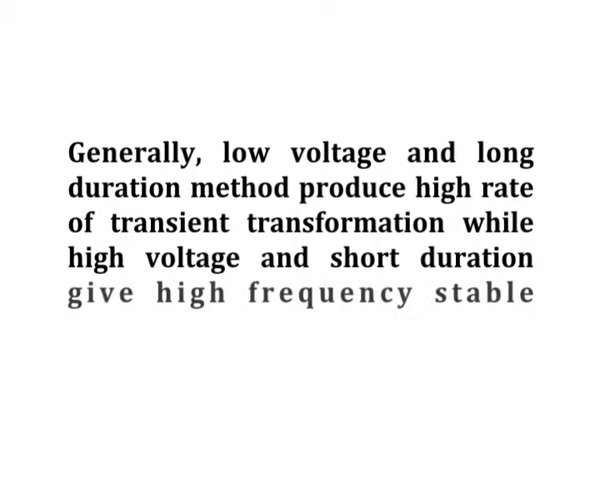 Generally, low voltage and long
duration method produce high rate
of transient transformation while
high voltage and short duration
give high frequency stable